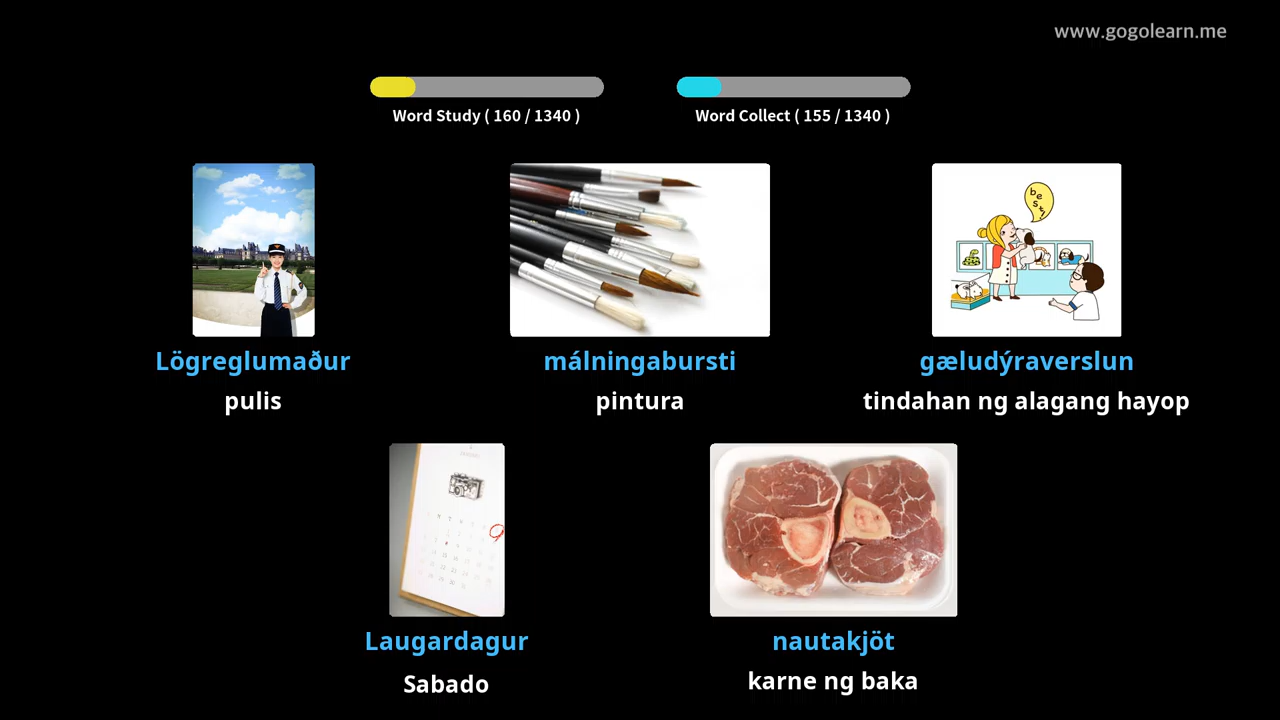 www.gogolearn.me
Word Study ( 160 / 1340 )
Word Collect ( 155 / 1340 )
best!
Lögreglumaður
málningabursti
gæludýraverslun
pulis
pintura
tindahan ng alagang hayop
Laugardagur
nautakjöt
Sabado
karne ng baka